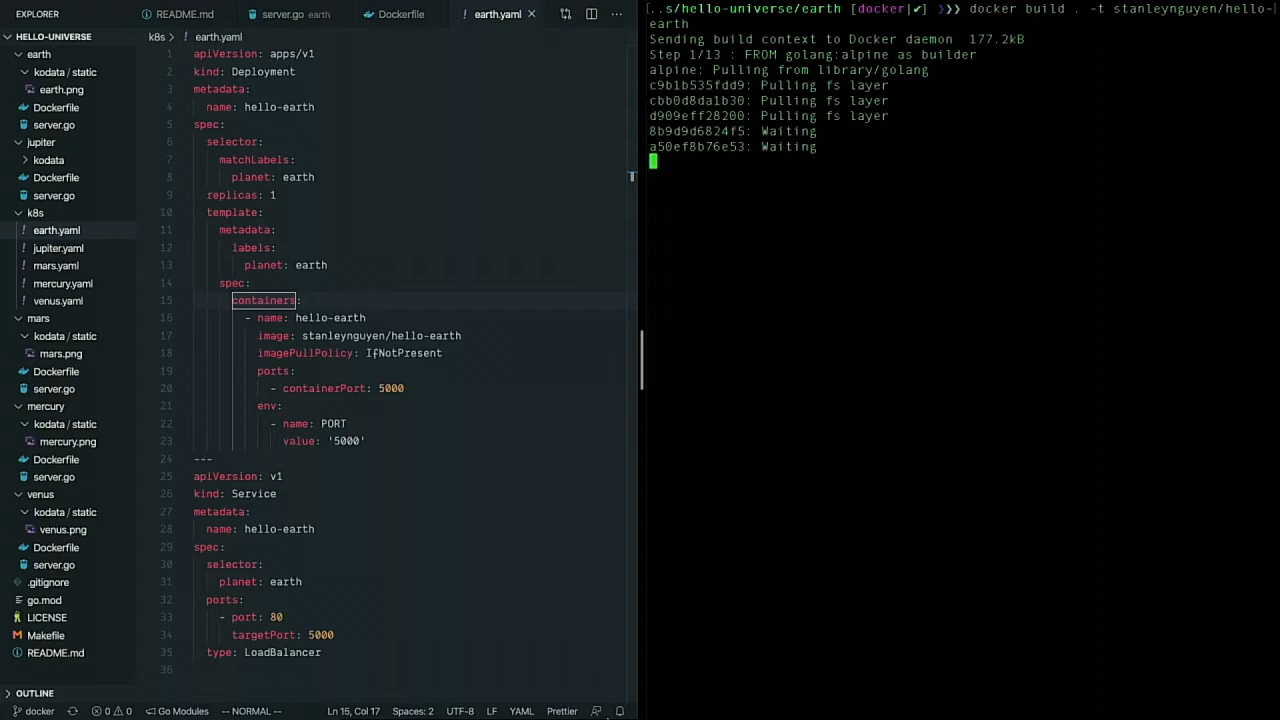 EXPLORER
HELLO-UNIVERSE
earth
kodata / static
earth.png
Dockerfile
server.go
jupiter
kodata
Dockerfile
server.go
k8s
! earth.yaml
! jupiter.yaml
! mars.yaml
! mercury.yaml
! venus.yaml
mars
kodata / static
mars.png
Dockerfile
server.go
mercury
kodata / static
mercury.png
Dockerfile
server.go
venus
kodata / static
venus.png
Dockerfile
server.go
.gitignore
go.mod
LICENSE
Makefile
README.md
OUTLINE
README.md server.go earth Dockerfile ! earth.yaml
k8s > ! earth.yaml
1 apiVersion: apps/v1
2 kind: Deployment
3 metadata:
4 name: hello-earth
5 spec:
6 selector:
7 matchLabels:
8 planet: earth
9 replicas: 1
10 template:
11 metadata:
12 labels:
13 planet: earth
14 spec:
15 containers:
16 - name: hello-earth
17 image: stanleynguyen/hello-earth
18 imagePullPolicy: IfNotPresent
19 ports:
20 - containerPort: 5000
21 env:
22 - name: PORT
23 value: '5000'
24 ---
25 apiVersion: v1
26 kind: Service
27 metadata:
28 name: hello-earth
29 spec:
30 selector:
31 planet: earth
32 ports:
33 - port: 80
34 targetPort: 5000
35 type: LoadBalancer
36
docker 0 0 Go Modules -- NORMAL -- Ln 15, Col 17 Spaces: 2 UTF-8 LF YAML Prettier
..s/hello-universe/earth [docker|✔] ❯❯❯ docker build . -t stanleynguyen/hello-
earth
Sending build context to Docker daemon 177.2kB
Step 1/13 : FROM golang:alpine as builder
alpine: Pulling from library/golang
c9b1b535fdd9: Pulling fs layer
cbb0d8da1b30: Pulling fs layer
d909eff28200: Pulling fs layer
8b9d9d6824f5: Waiting
a50ef8b76e53: Waiting